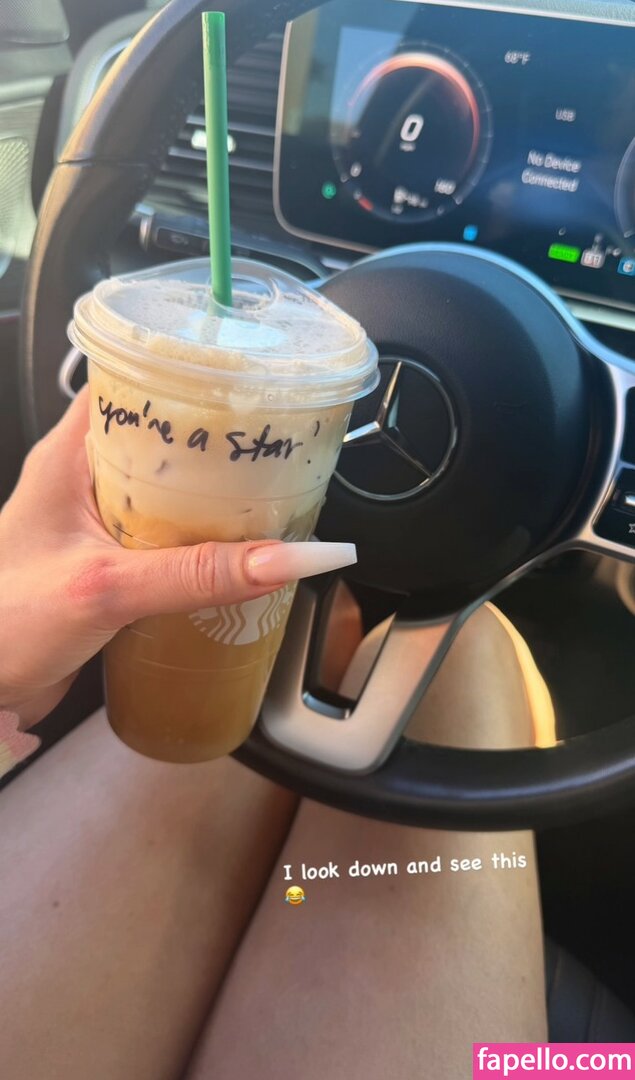 68°F
USB
0
No Device
Connected
you're a star!
I look down and see this
😂
fapello.com